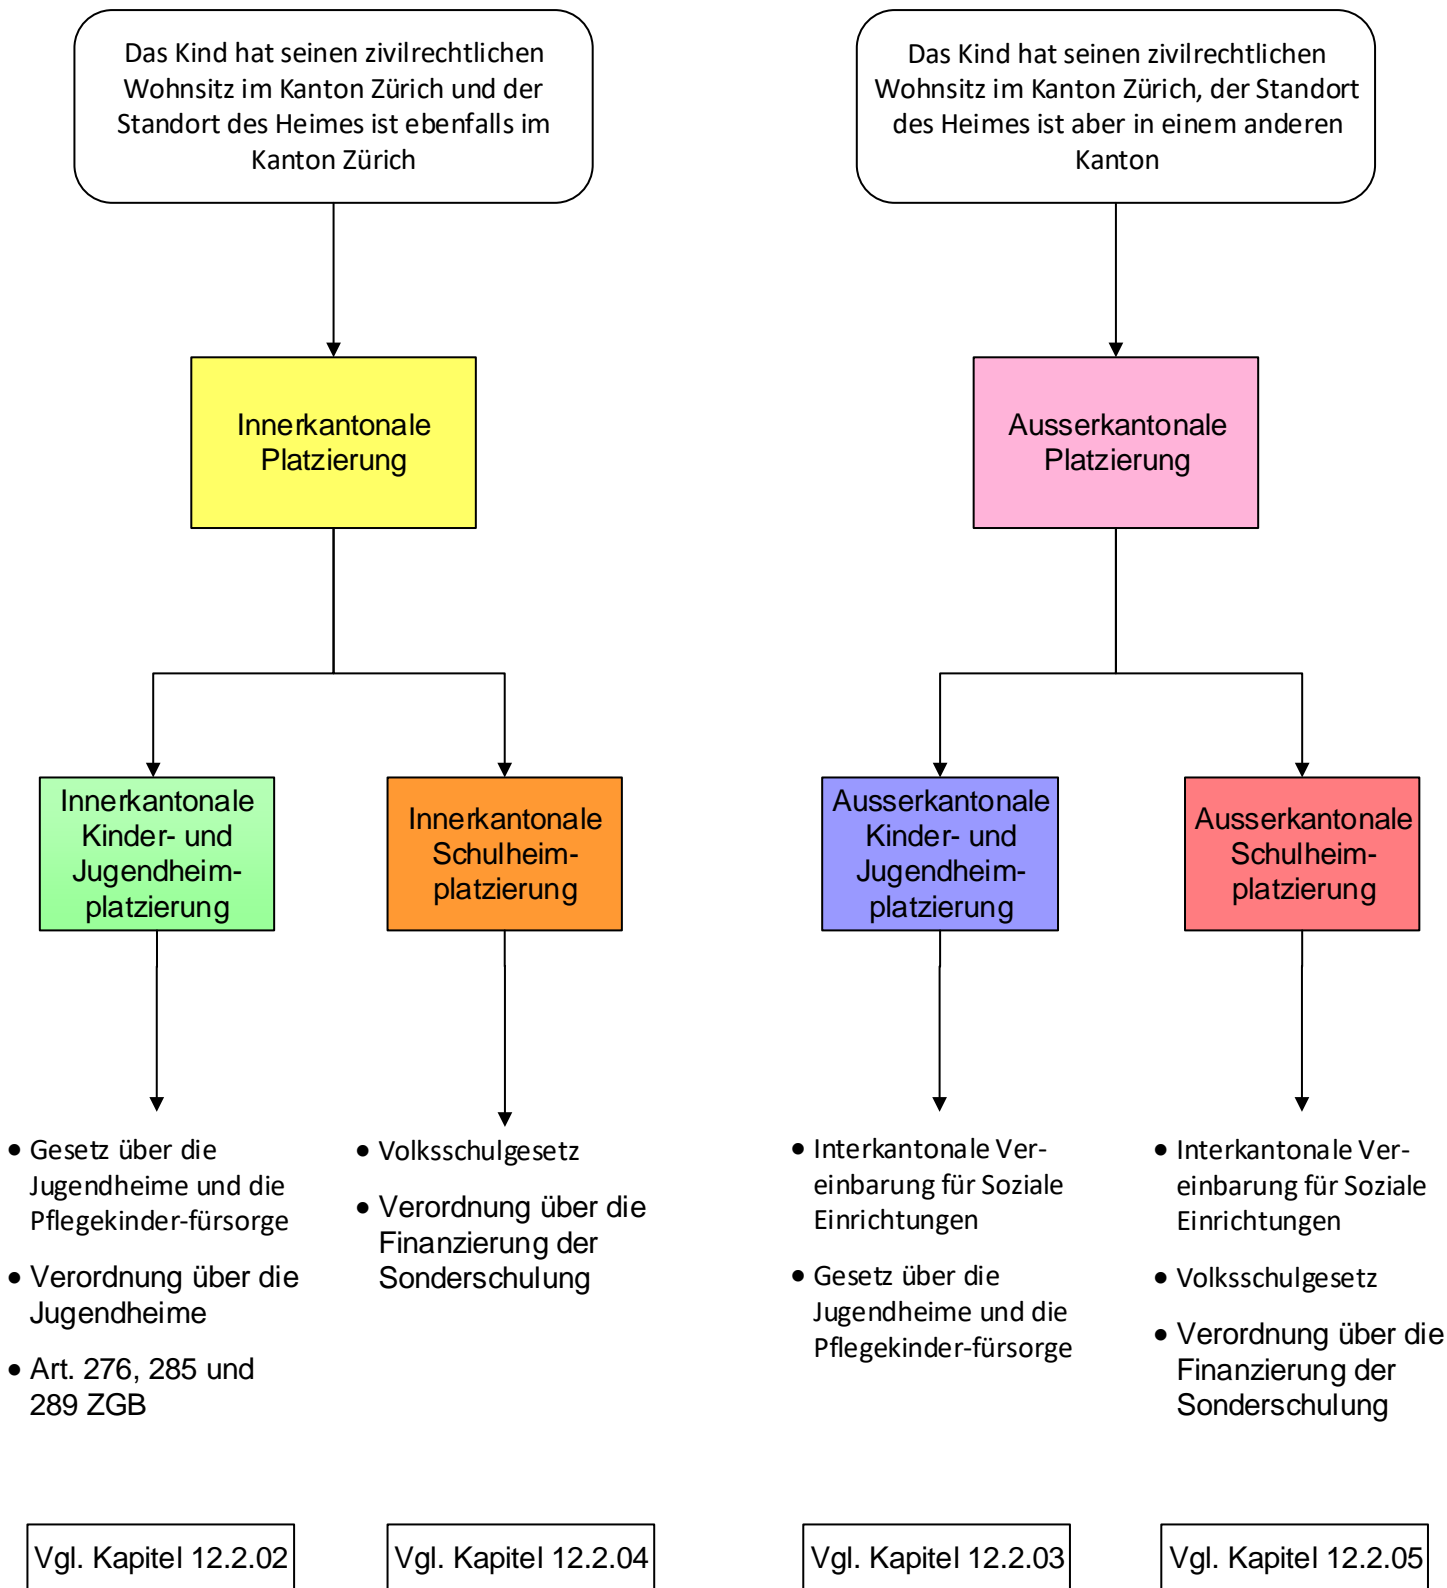 Das Kind hat seinen zivilrechtlichen
Wohnsitz im Kanton Zürich und der
Standort des Heimes ist ebenfalls im
Kanton Zürich
Das Kind hat seinen zivilrechtlichen
Wohnsitz im Kanton Zürich, der Standort
des Heimes ist aber in einem anderen
Kanton
Innerkantonale
Platzierung
Ausserkantonale
Platzierung
Innerkantonale
Kinder- und
Jugendheim-
platzierung
Innerkantonale
Schulheim-
platzierung
Ausserkantonale
Kinder- und
Jugendheim-
platzierung
Ausserkantonale
Schulheim-
platzierung
• Gesetz über die
Jugendheime und die
Pflegekinder-fürsorge
• Verordnung über die
Jugendheime
• Art. 276, 285 und
289 ZGB
• Volksschulgesetz
• Verordnung über die
Finanzierung der
Sonderschulung
• Interkantonale Ver-
einbarung für Soziale
Einrichtungen
• Gesetz über die
Jugendheime und die
Pflegekinder-fürsorge
• Interkantonale Ver-
einbarung für Soziale
Einrichtungen
• Volksschulgesetz
• Verordnung über die
Finanzierung der
Sonderschulung
Vgl. Kapitel 12.2.02
Vgl. Kapitel 12.2.04
Vgl. Kapitel 12.2.03
Vgl. Kapitel 12.2.05